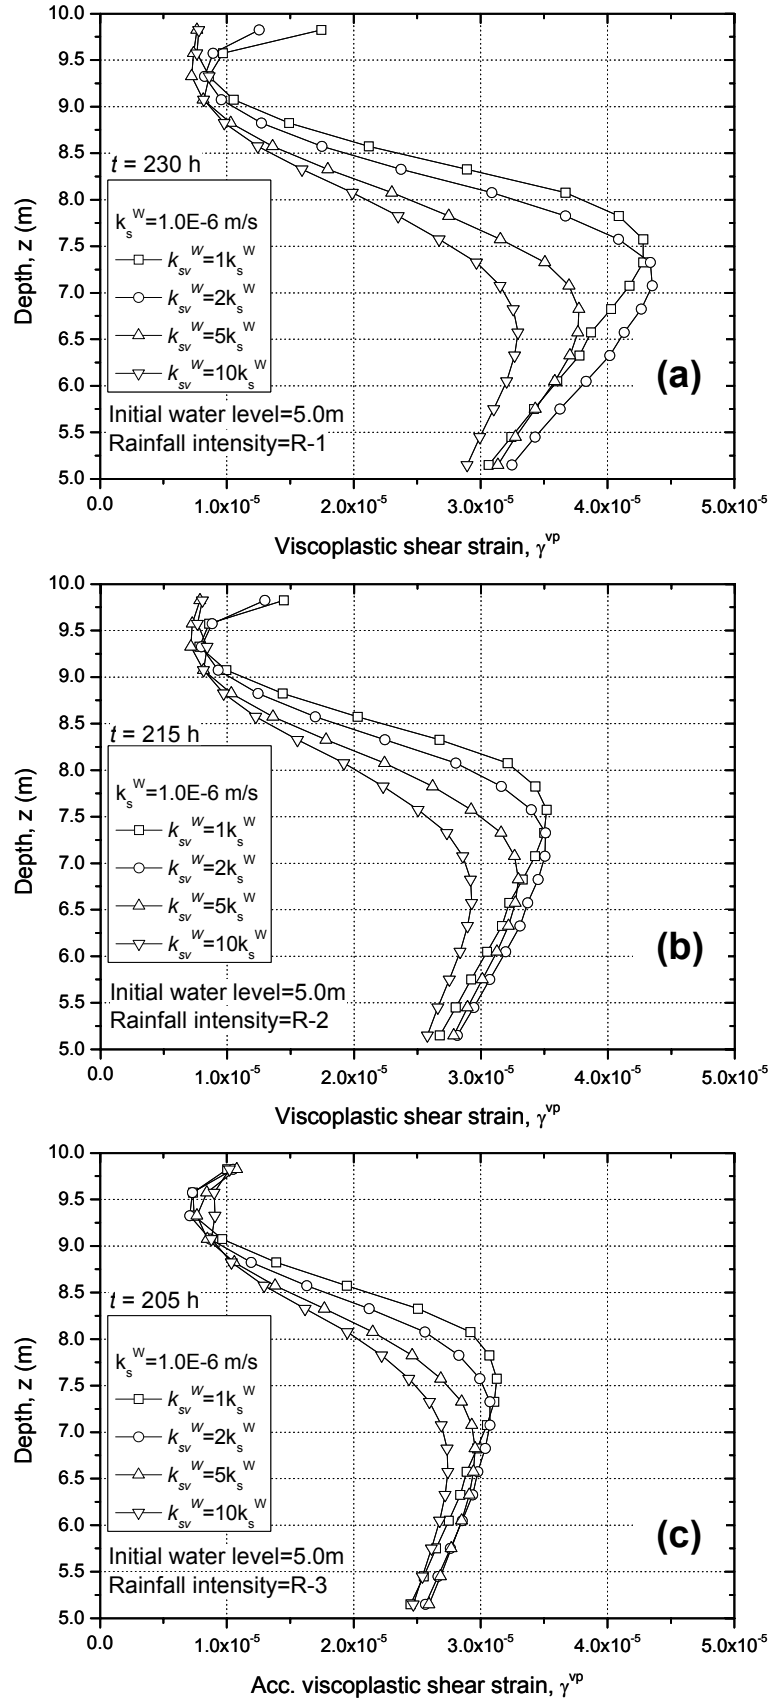 10.0
9.5
9.0
8.5
8.0
7.5
7.0
6.5
6.0
5.5
5.0
Depth, z (m)
t = 230 h
k_s^W=1.0E-6 m/s
k_sv^W=1k_s^W
k_sv^W=2k_s^W
k_sv^W=5k_s^W
k_sv^W=10k_s^W
Initial water level=5.0m
Rainfall intensity=R-1
(a)
0.0 1.0x10^-5 2.0x10^-5 3.0x10^-5 4.0x10^-5 5.0x10^-5
Viscoplastic shear strain, γ^vp
10.0
9.5
9.0
8.5
8.0
7.5
7.0
6.5
6.0
5.5
5.0
Depth, z (m)
t = 215 h
k_s^W=1.0E-6 m/s
k_sv^W=1k_s^W
k_sv^W=2k_s^W
k_sv^W=5k_s^W
k_sv^W=10k_s^W
Initial water level=5.0m
Rainfall intensity=R-2
(b)
0.0 1.0x10^-5 2.0x10^-5 3.0x10^-5 4.0x10^-5 5.0x10^-5
Viscoplastic shear strain, γ^vp
10.0
9.5
9.0
8.5
8.0
7.5
7.0
6.5
6.0
5.5
5.0
Depth, z (m)
t = 205 h
k_s^W=1.0E-6 m/s
k_sv^W=1k_s^W
k_sv^W=2k_s^W
k_sv^W=5k_s^W
k_sv^W=10k_s^W
Initial water level=5.0m
Rainfall intensity=R-3
(c)
0.0 1.0x10^-5 2.0x10^-5 3.0x10^-5 4.0x10^-5 5.0x10^-5
Acc. viscoplastic shear strain, γ^vp